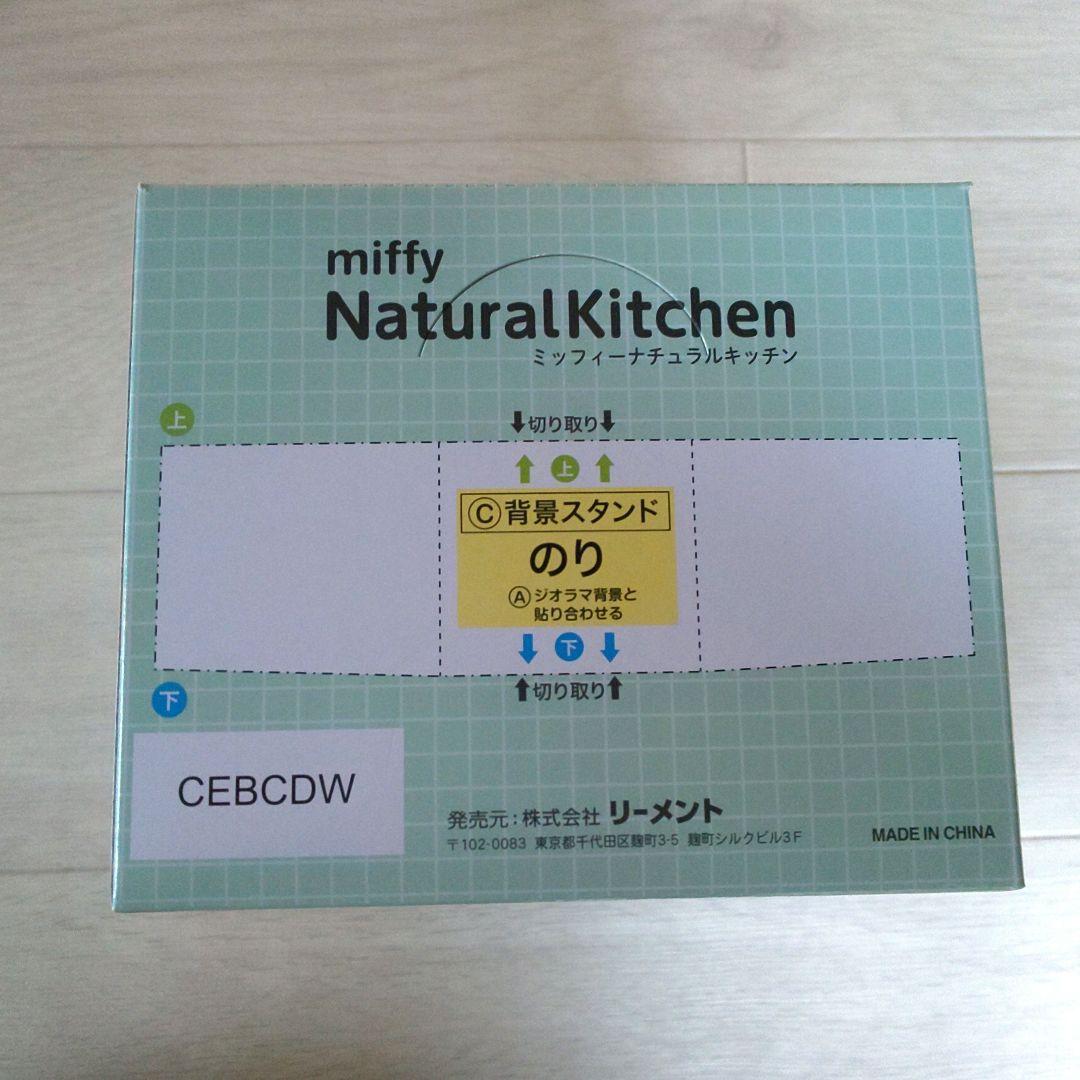 miffy
NaturalKitchen
ミッフィーナチュラルキッチン
上
↓切り取り↓
↑上↑
Ⓒ背景スタンド
のり
Ⓐジオラマ背景と
貼り合わせる
↓下↓
下
↑切り取り↑
CEBCDW
発売元:株式会社 リーメント
〒102-0083 東京都千代田区麹町3-5 麹町シルクビル3F
MADE IN CHINA